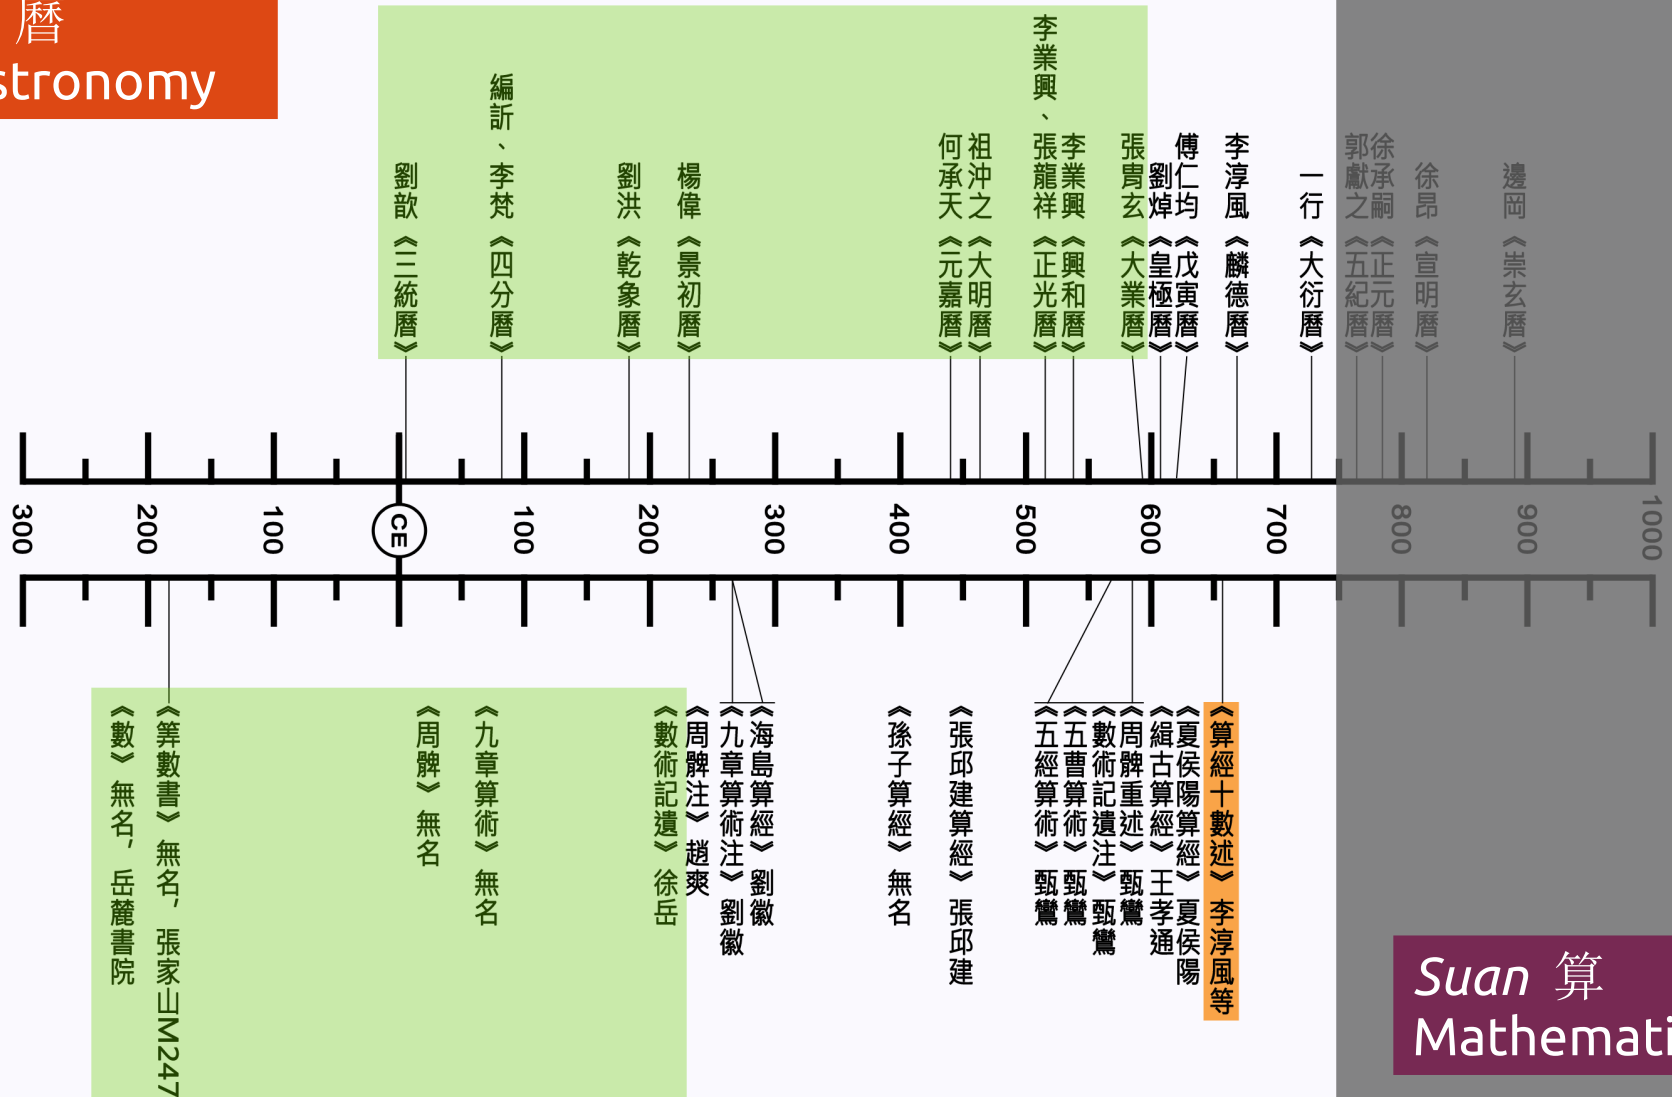 曆
stronomy
劉歆《三統曆》
編訢、李梵《四分曆》
劉洪《乾象曆》
楊偉《景初曆》
何承天《元嘉曆》
祖沖之《大明曆》
李業興、張龍祥《正光曆》
李業興《興和曆》
張胄玄《大業曆》
劉焯《皇極曆》
傅仁均《戊寅曆》
李淳風《麟德曆》
一行《大衍曆》
郭獻之《五紀曆》
徐承嗣《正元曆》
徐昂《宣明曆》
邊岡《崇玄曆》
300
200
100
CE
100
200
300
400
500
600
700
800
900
1000
《數》無名，岳麓書院
《筭數書》無名，張家山M247
《周髀》無名
《九章算術》無名
《數術記遺》徐岳
《周髀注》趙爽
《九章算術注》劉徽
《海島算經》劉徽
《孫子算經》無名
《張邱建算經》張邱建
《五經算術》甄鸞
《五曹算術》甄鸞
《數術記遺注》甄鸞
《周髀重述》甄鸞
《緝古算經》王孝通
《夏侯陽算經》夏侯陽
《算經十數述》李淳風等
Suan 算
Mathemati